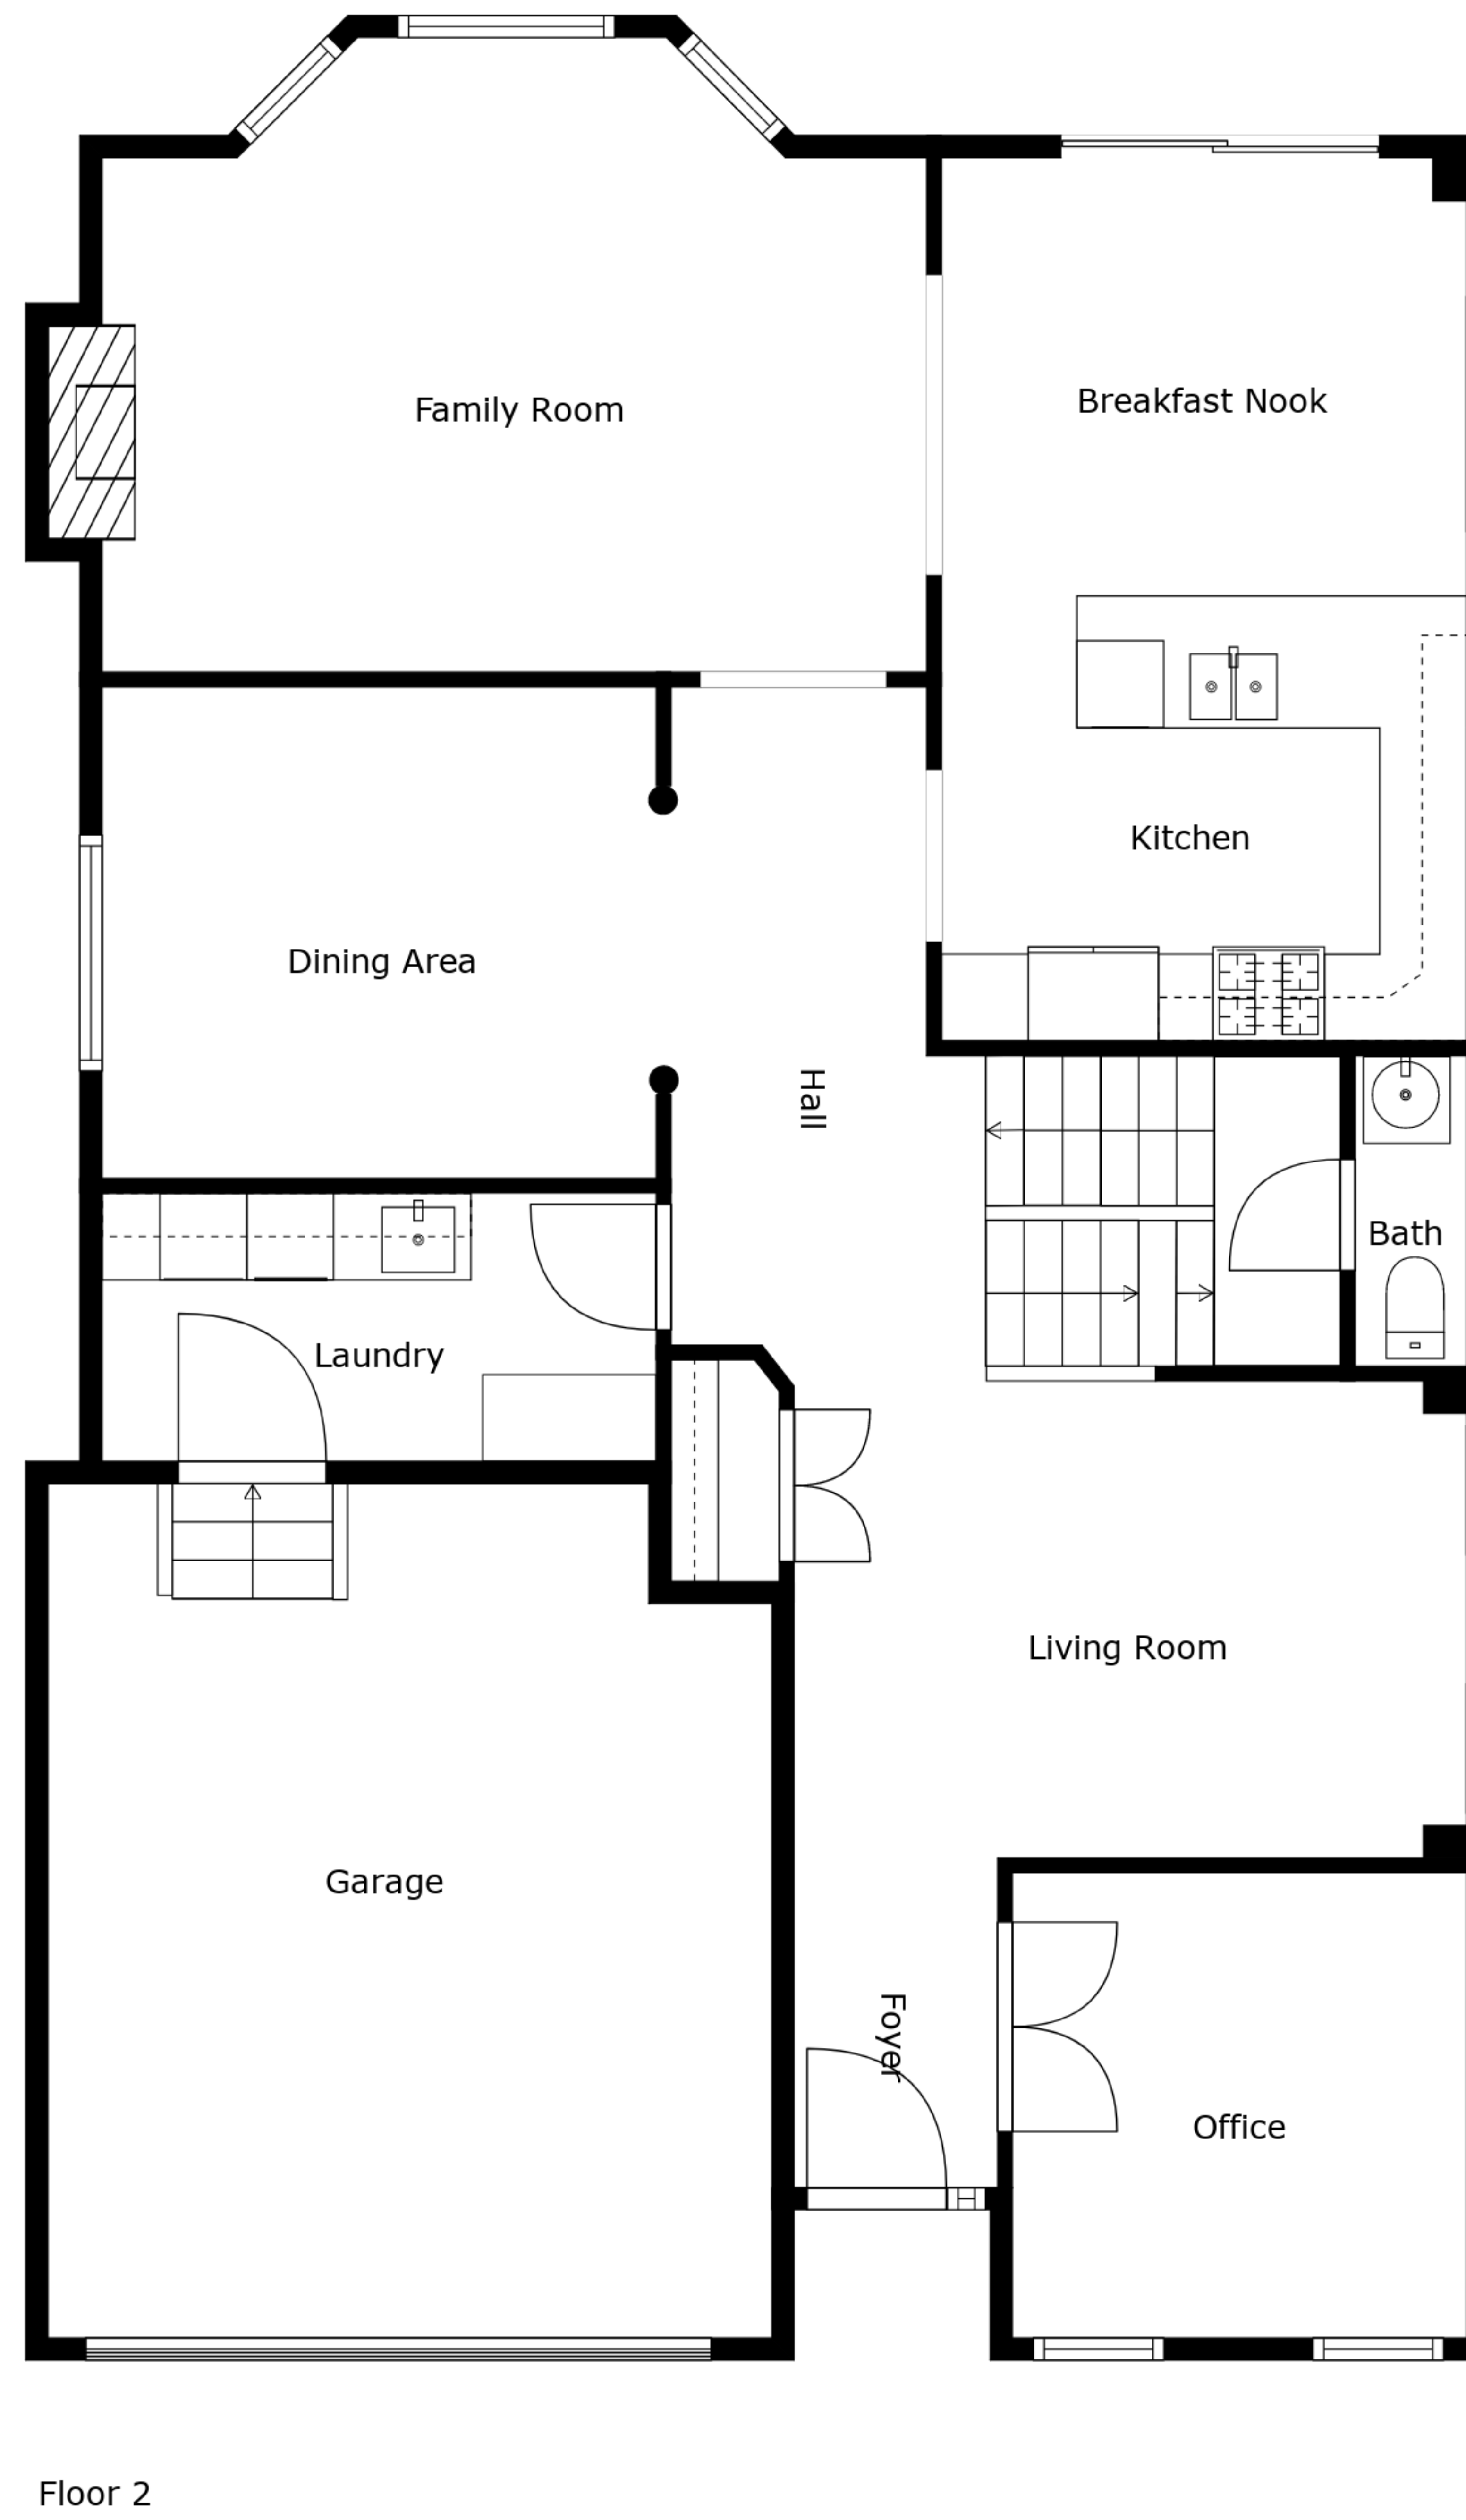 Family Room
Breakfast Nook
Kitchen
Dining Area
Hall
Bath
Laundry
Living Room
Garage
Foyer
Office
Floor 2